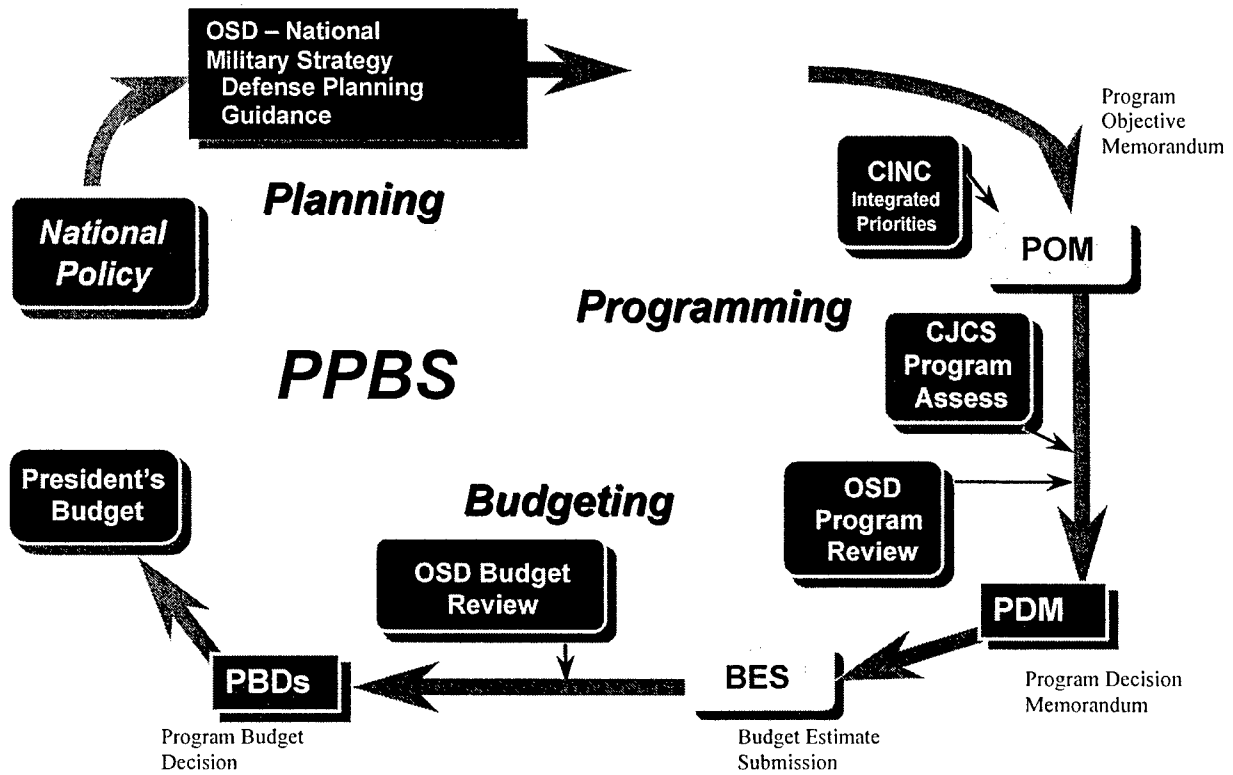 OSD – National
Military Strategy
Defense Planning
Guidance
Program
Objective
Memorandum
CINC
Integrated
Priorities
Planning
National
Policy
POM
Programming
CJCS
Program
Assess
PPBS
President's
Budget
Budgeting
OSD
Program
Review
OSD Budget
Review
PDM
PBDs
BES
Program Decision
Memorandum
Program Budget
Decision
Budget Estimate
Submission